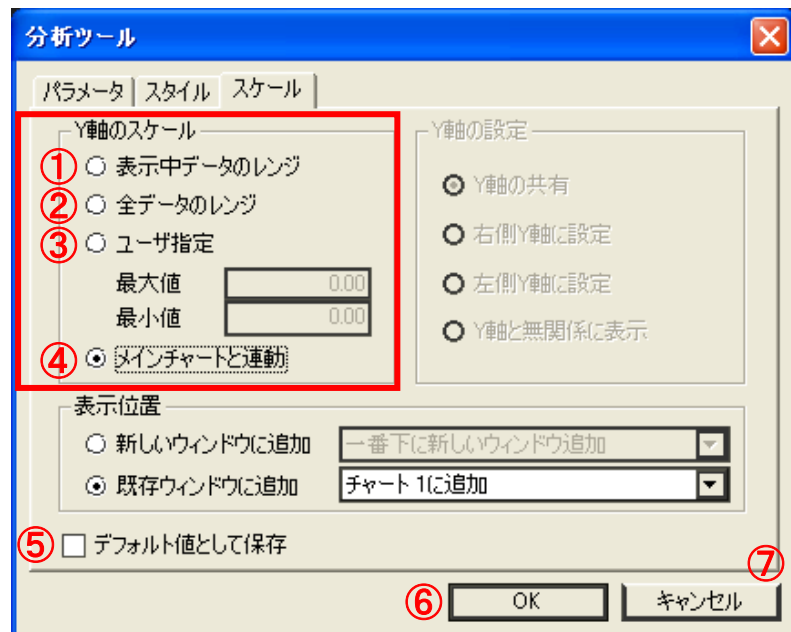 分析ツール
パラメータ スタイル スケール
Y軸のスケール
① 表示中データのレンジ
② 全データのレンジ
③ ユーザ指定
最大値 0.00
最小値 0.00
④ メインチャートと連動
Y軸の設定
Y軸の共有
右側Y軸に設定
左側Y軸に設定
Y軸と無関係に表示
表示位置
新しいウィンドウに追加 一番下に新しいウィンドウ追加
既存ウィンドウに追加 チャート 1に追加
⑤ デフォルト値として保存
⑥ OK
⑦ キャンセル